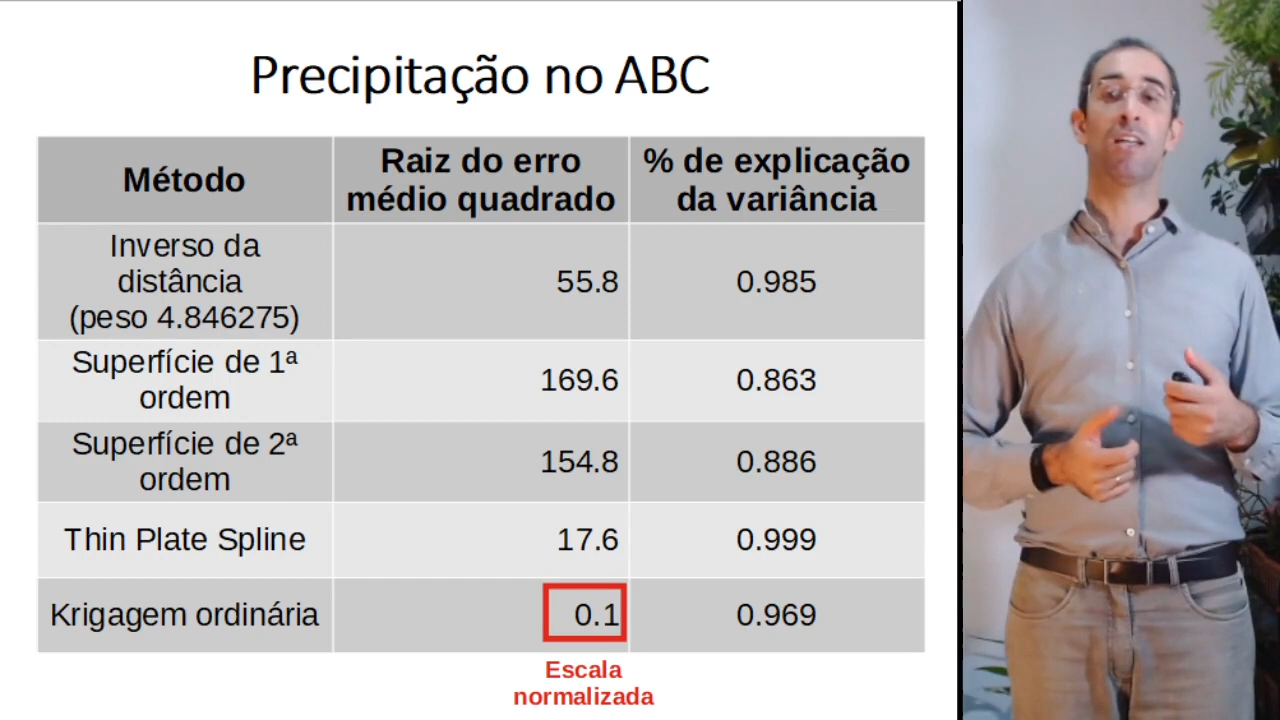 Precipitação no ABC
Método
Raiz do erro
médio quadrado
% de explicação
da variância
Inverso da
distância
(peso 4.846275)
55.8
0.985
Superfície de 1ª
ordem
169.6
0.863
Superfície de 2ª
ordem
154.8
0.886
Thin Plate Spline
17.6
0.999
Krigagem ordinária
0.1
0.969
Escala
normalizada